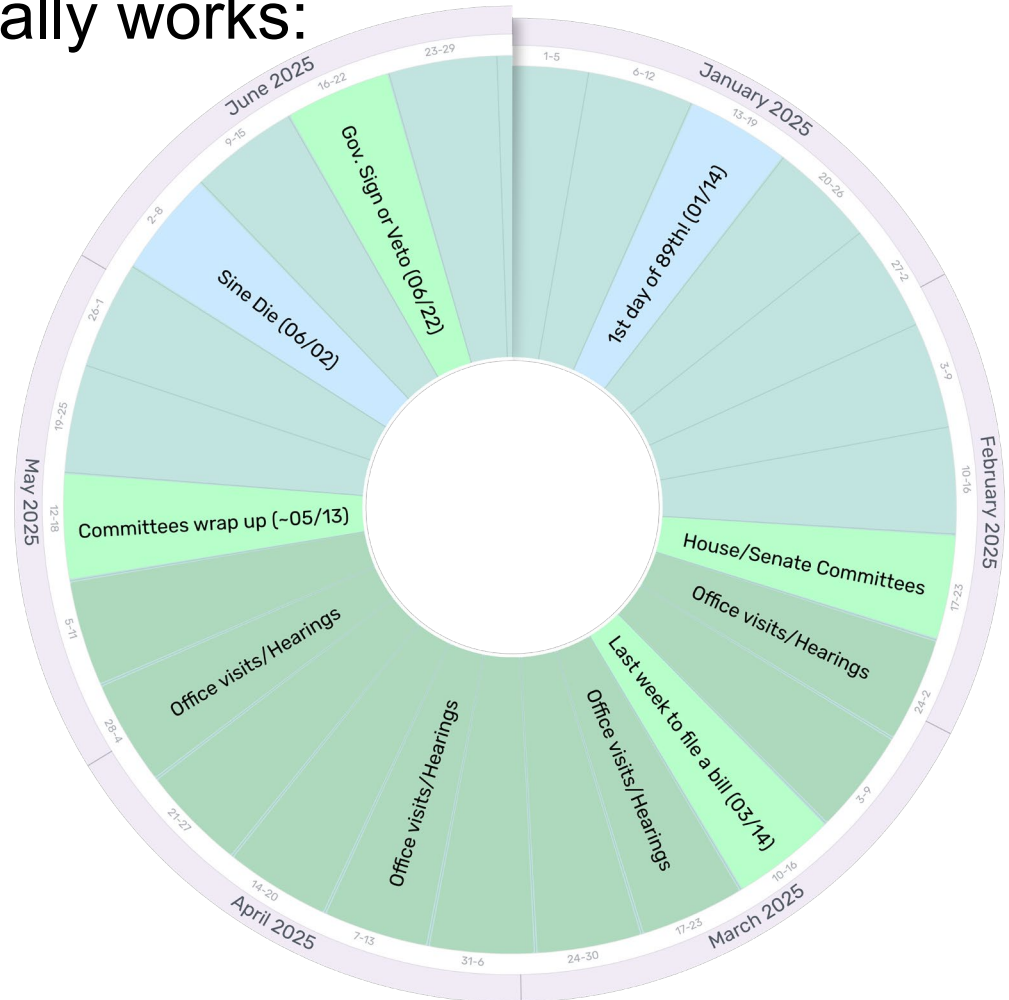 ally works:
January 2025
1-5
6-12
13-19
20-26
27-2
1st day of 89th! (01/14)
February 2025
3-9
10-16
17-23
24-2
House/Senate Committees
Office visits/Hearings
March 2025
3-9
10-16
17-23
24-30
Last week to file a bill (03/14)
Office visits/Hearings
April 2025
31-6
7-13
14-20
21-27
Office visits/Hearings
May 2025
28-4
5-11
12-18
19-25
26-1
Office visits/Hearings
Committees wrap up (~05/13)
June 2025
2-8
9-15
16-22
23-29
Sine Die (06/02)
Gov. Sign or Veto (06/22)